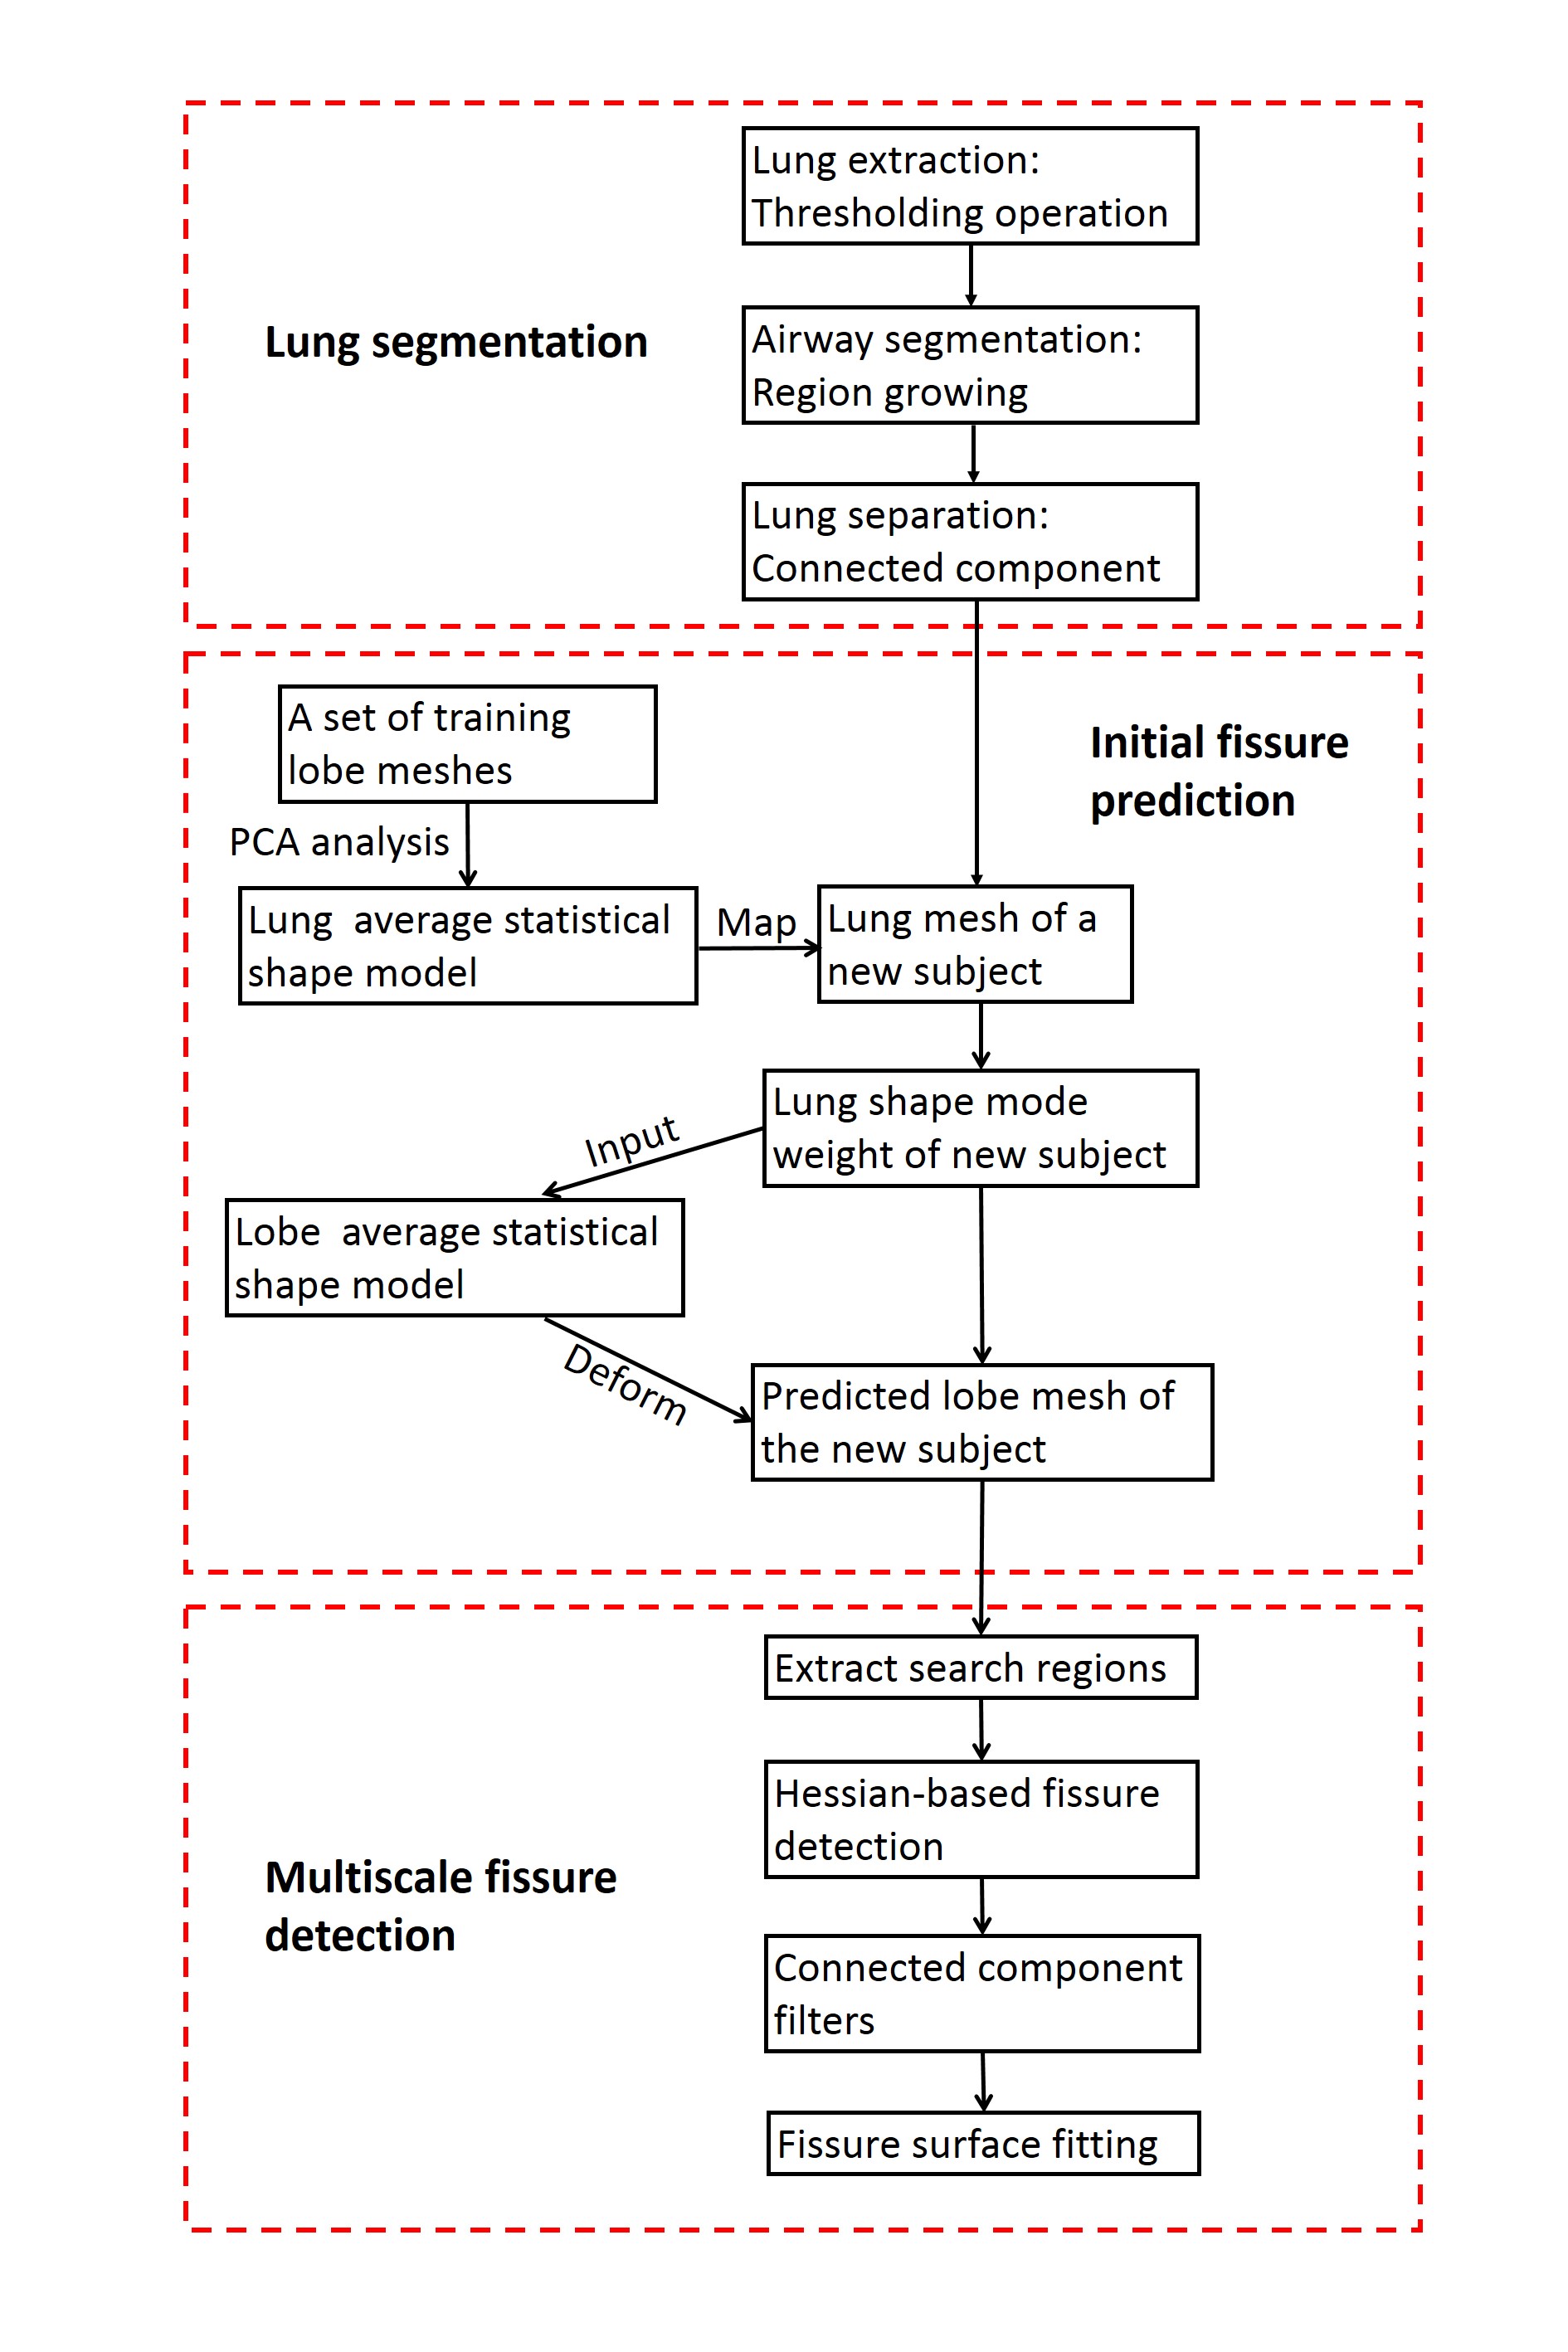 Lung extraction:
Thresholding operation
Lung segmentation
Airway segmentation:
Region growing
Lung separation:
Connected component
A set of training
lobe meshes
Initial fissure
prediction
PCA analysis
Lung average statistical
shape model
Map
Lung mesh of a
new subject
Lung shape mode
weight of new subject
Input
Lobe average statistical
shape model
Deform
Predicted lobe mesh of
the new subject
Extract search regions
Hessian-based fissure
detection
Multiscale fissure
detection
Connected component
filters
Fissure surface fitting